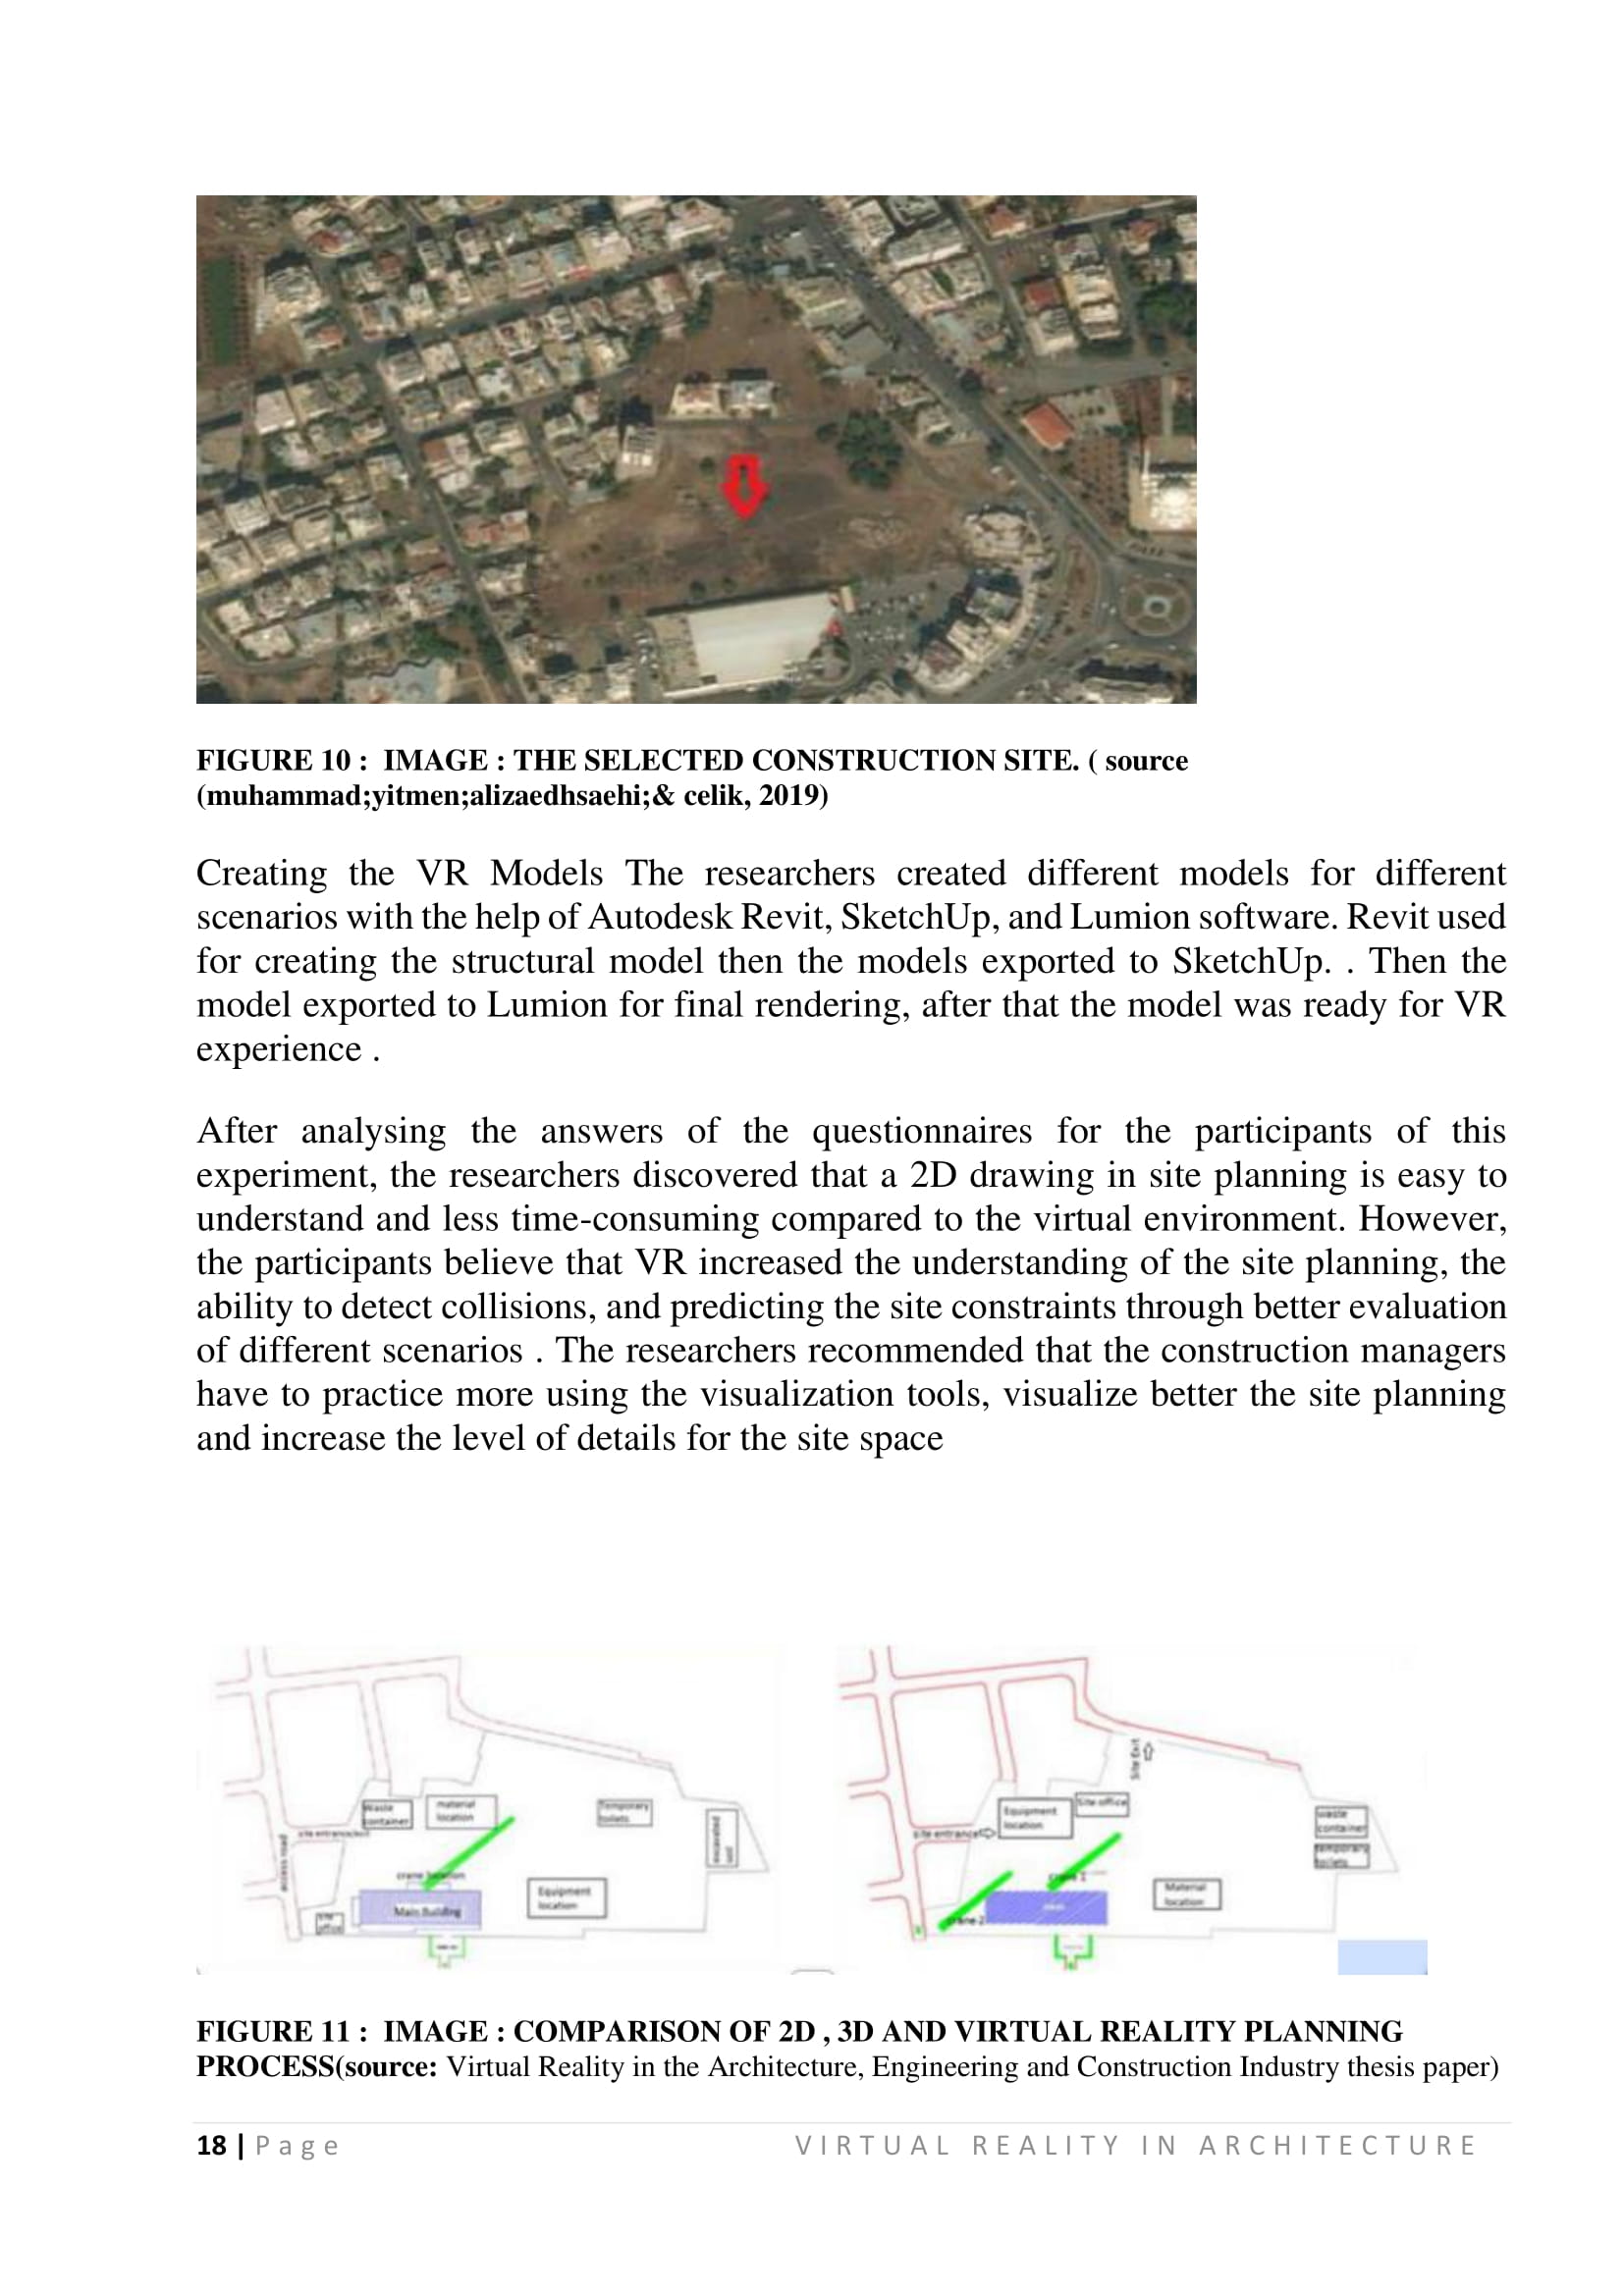 FIGURE 10 :  IMAGE : THE SELECTED CONSTRUCTION SITE. ( source
(muhammad;yitmen;alizaedhsaehi;& celik, 2019)
Creating the VR Models The researchers created different models for different
scenarios with the help of Autodesk Revit, SketchUp, and Lumion software. Revit used
for creating the structural model then the models exported to SketchUp. . Then the
model exported to Lumion for final rendering, after that the model was ready for VR
experience .
After analysing the answers of the questionnaires for the participants of this
experiment, the researchers discovered that a 2D drawing in site planning is easy to
understand and less time-consuming compared to the virtual environment. However,
the participants believe that VR increased the understanding of the site planning, the
ability to detect collisions, and predicting the site constraints through better evaluation
of different scenarios . The researchers recommended that the construction managers
have to practice more using the visualization tools, visualize better the site planning
and increase the level of details for the site space
Waste
container
material
location
Temporary
toilets
excavated
soil
access road
crane location
Main Building
Equipment
location
site
office
Site Exit
Equipment
location
Site office
site entrance
waste
container
temporary
toilets
crane 1
crane 2
Material
location
FIGURE 11 :  IMAGE : COMPARISON OF 2D , 3D AND VIRTUAL REALITY PLANNING
PROCESS(source: Virtual Reality in the Architecture, Engineering and Construction Industry thesis paper)
18 | Page
VIRTUAL REALITY IN ARCHITECTURE